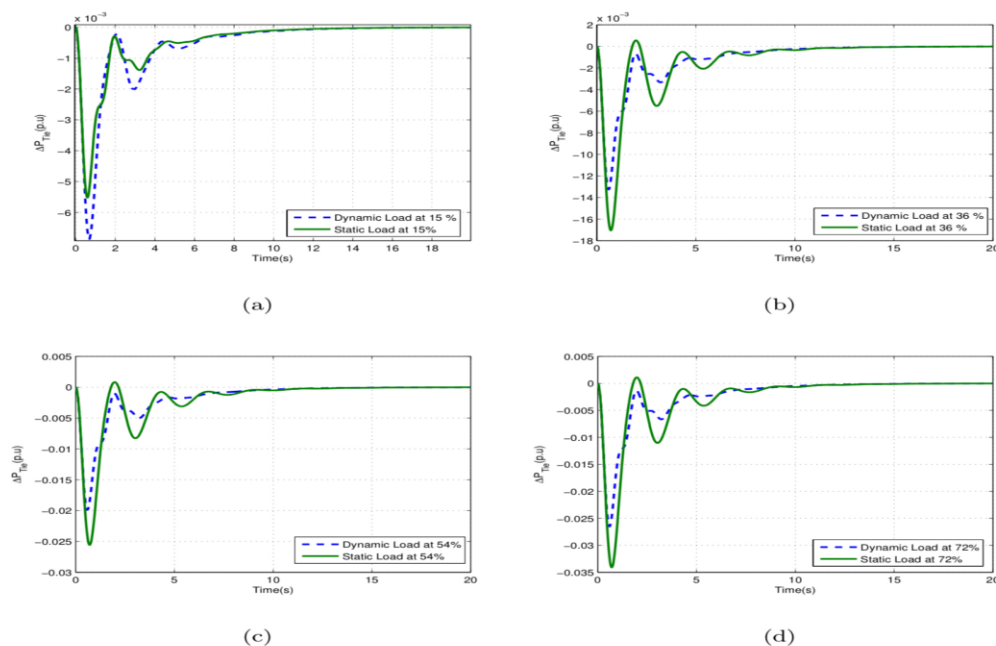 x 10⁻³
0
−1
−2
−3
−4
−5
−6
ΔP_Tie(p.u)
Dynamic Load at 15 %
Static Load at 15%
0 2 4 6 8 10 12 14 16 18
Time(s)
(a)
x 10⁻³
2
0
−2
−4
−6
−8
−10
−12
−14
−16
−18
ΔP_Tie(p.u)
Dynamic Load at 36 %
Static Load at 36 %
0 5 10 15 20
Time(s)
(b)
0.005
0
−0.005
−0.01
−0.015
−0.02
−0.025
−0.03
ΔP_Tie(p.u)
Dynamic Load at 54%
Static Load at 54%
0 5 10 15 20
Time(s)
(c)
0.005
0
−0.005
−0.01
−0.015
−0.02
−0.025
−0.03
−0.035
ΔP_Tie(p.u)
Dynamic Load at 72%
Static Load at 72%
0 5 10 15 20
Time(s)
(d)